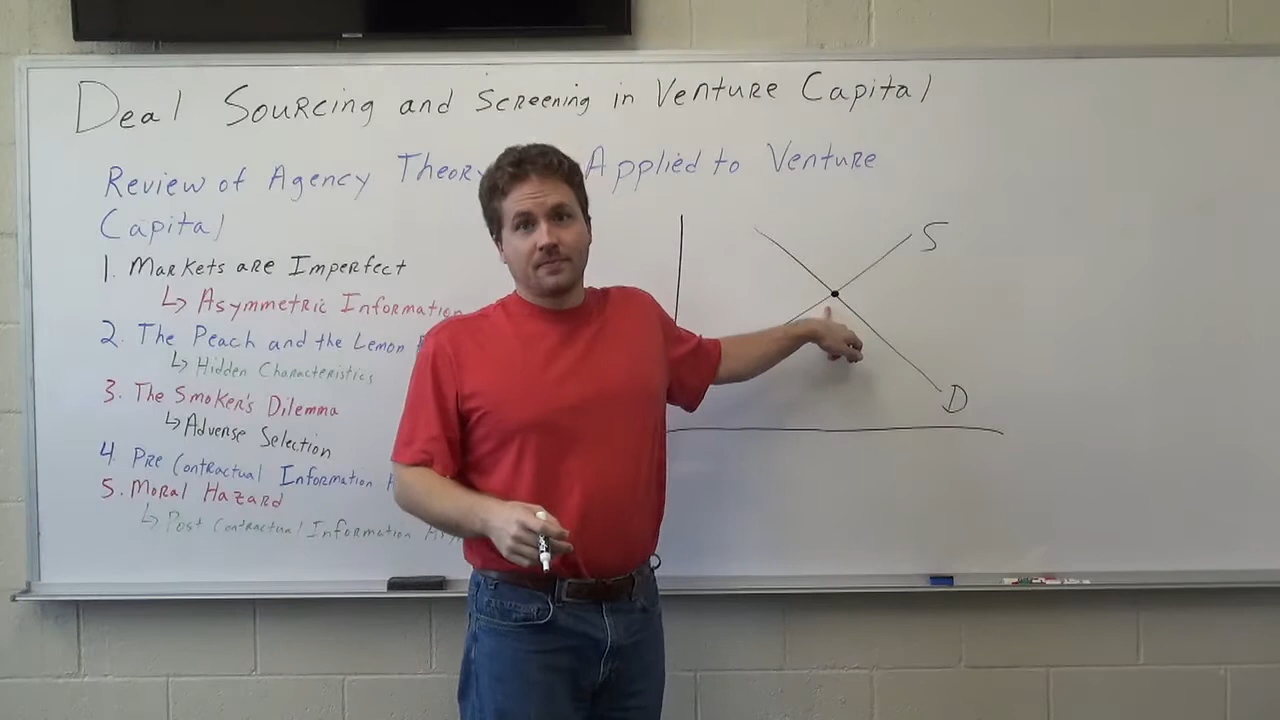 Deal Sourcing and Screening in Venture Capital
Review of Agency Theory Applied to Venture
Capital
1. Markets are Imperfect
↳ Asymmetric Information
2. The Peach and the Lemon
↳ Hidden Characteristics
3. The Smoker's Dilemma
↳ Adverse Selection
4. Pre Contractual Information
5. Moral Hazard
↳ Post Contractual Information
S
D